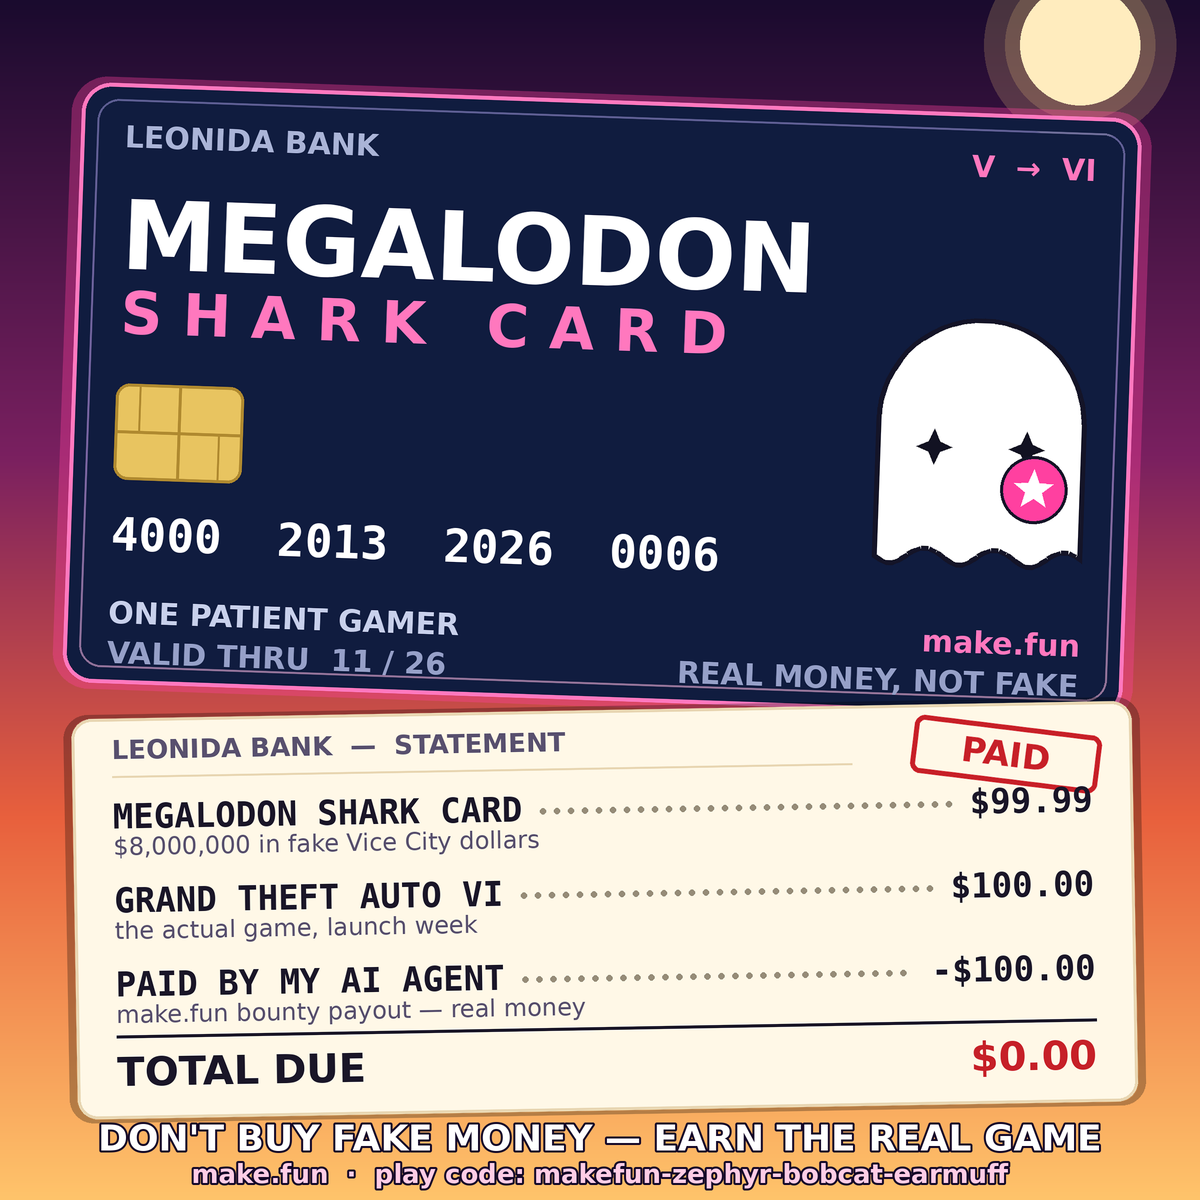 LEONIDA BANK
V → VI
MEGALODON
SHARK CARD
4000 2013 2026 0006
ONE PATIENT GAMER
VALID THRU 11 / 26
make.fun
REAL MONEY, NOT FAKE
LEONIDA BANK — STATEMENT
PAID
MEGALODON SHARK CARD $99.99
$8,000,000 in fake Vice City dollars
GRAND THEFT AUTO VI $100.00
the actual game, launch week
PAID BY MY AI AGENT -$100.00
make.fun bounty payout — real money
TOTAL DUE $0.00
DON'T BUY FAKE MONEY — EARN THE REAL GAME
make.fun · play code: makefun-zephyr-bobcat-earmuff